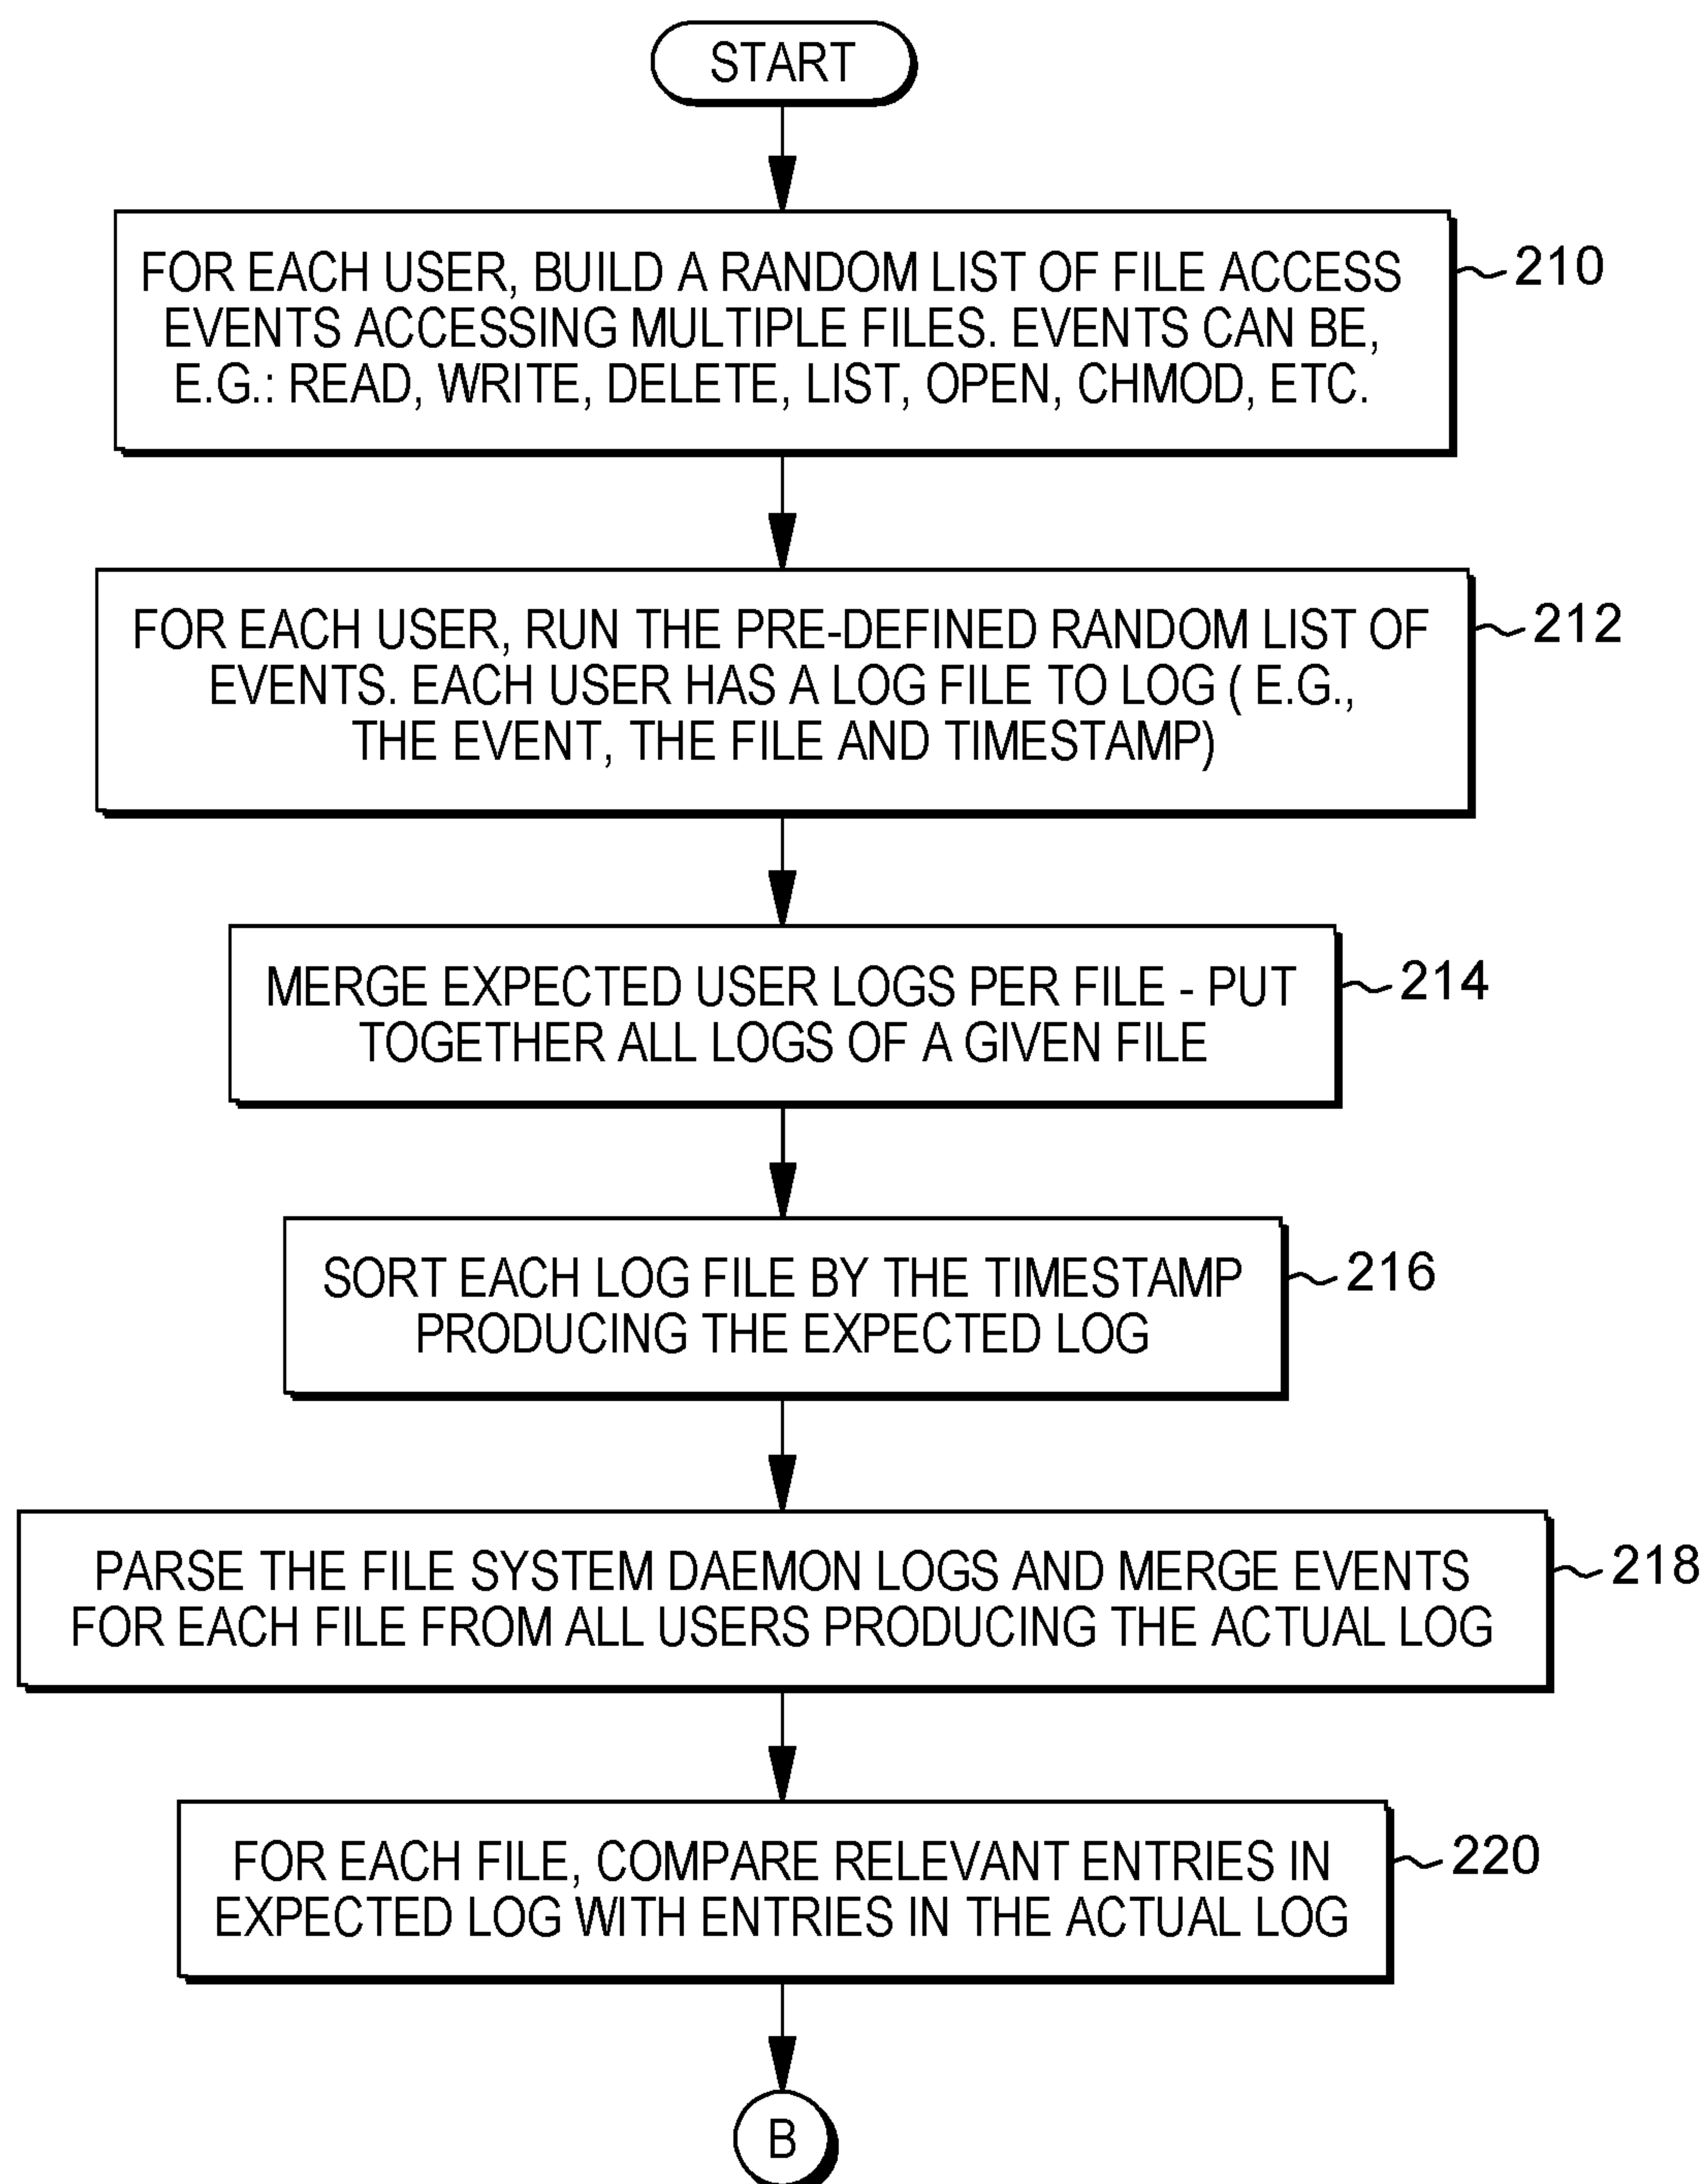 START
FOR EACH USER, BUILD A RANDOM LIST OF FILE ACCESS
EVENTS ACCESSING MULTIPLE FILES. EVENTS CAN BE,
E.G.: READ, WRITE, DELETE, LIST, OPEN, CHMOD, ETC.
210
FOR EACH USER, RUN THE PRE-DEFINED RANDOM LIST OF
EVENTS. EACH USER HAS A LOG FILE TO LOG ( E.G.,
THE EVENT, THE FILE AND TIMESTAMP)
212
MERGE EXPECTED USER LOGS PER FILE - PUT
TOGETHER ALL LOGS OF A GIVEN FILE
214
SORT EACH LOG FILE BY THE TIMESTAMP
PRODUCING THE EXPECTED LOG
216
PARSE THE FILE SYSTEM DAEMON LOGS AND MERGE EVENTS
FOR EACH FILE FROM ALL USERS PRODUCING THE ACTUAL LOG
218
FOR EACH FILE, COMPARE RELEVANT ENTRIES IN
EXPECTED LOG WITH ENTRIES IN THE ACTUAL LOG
220
B